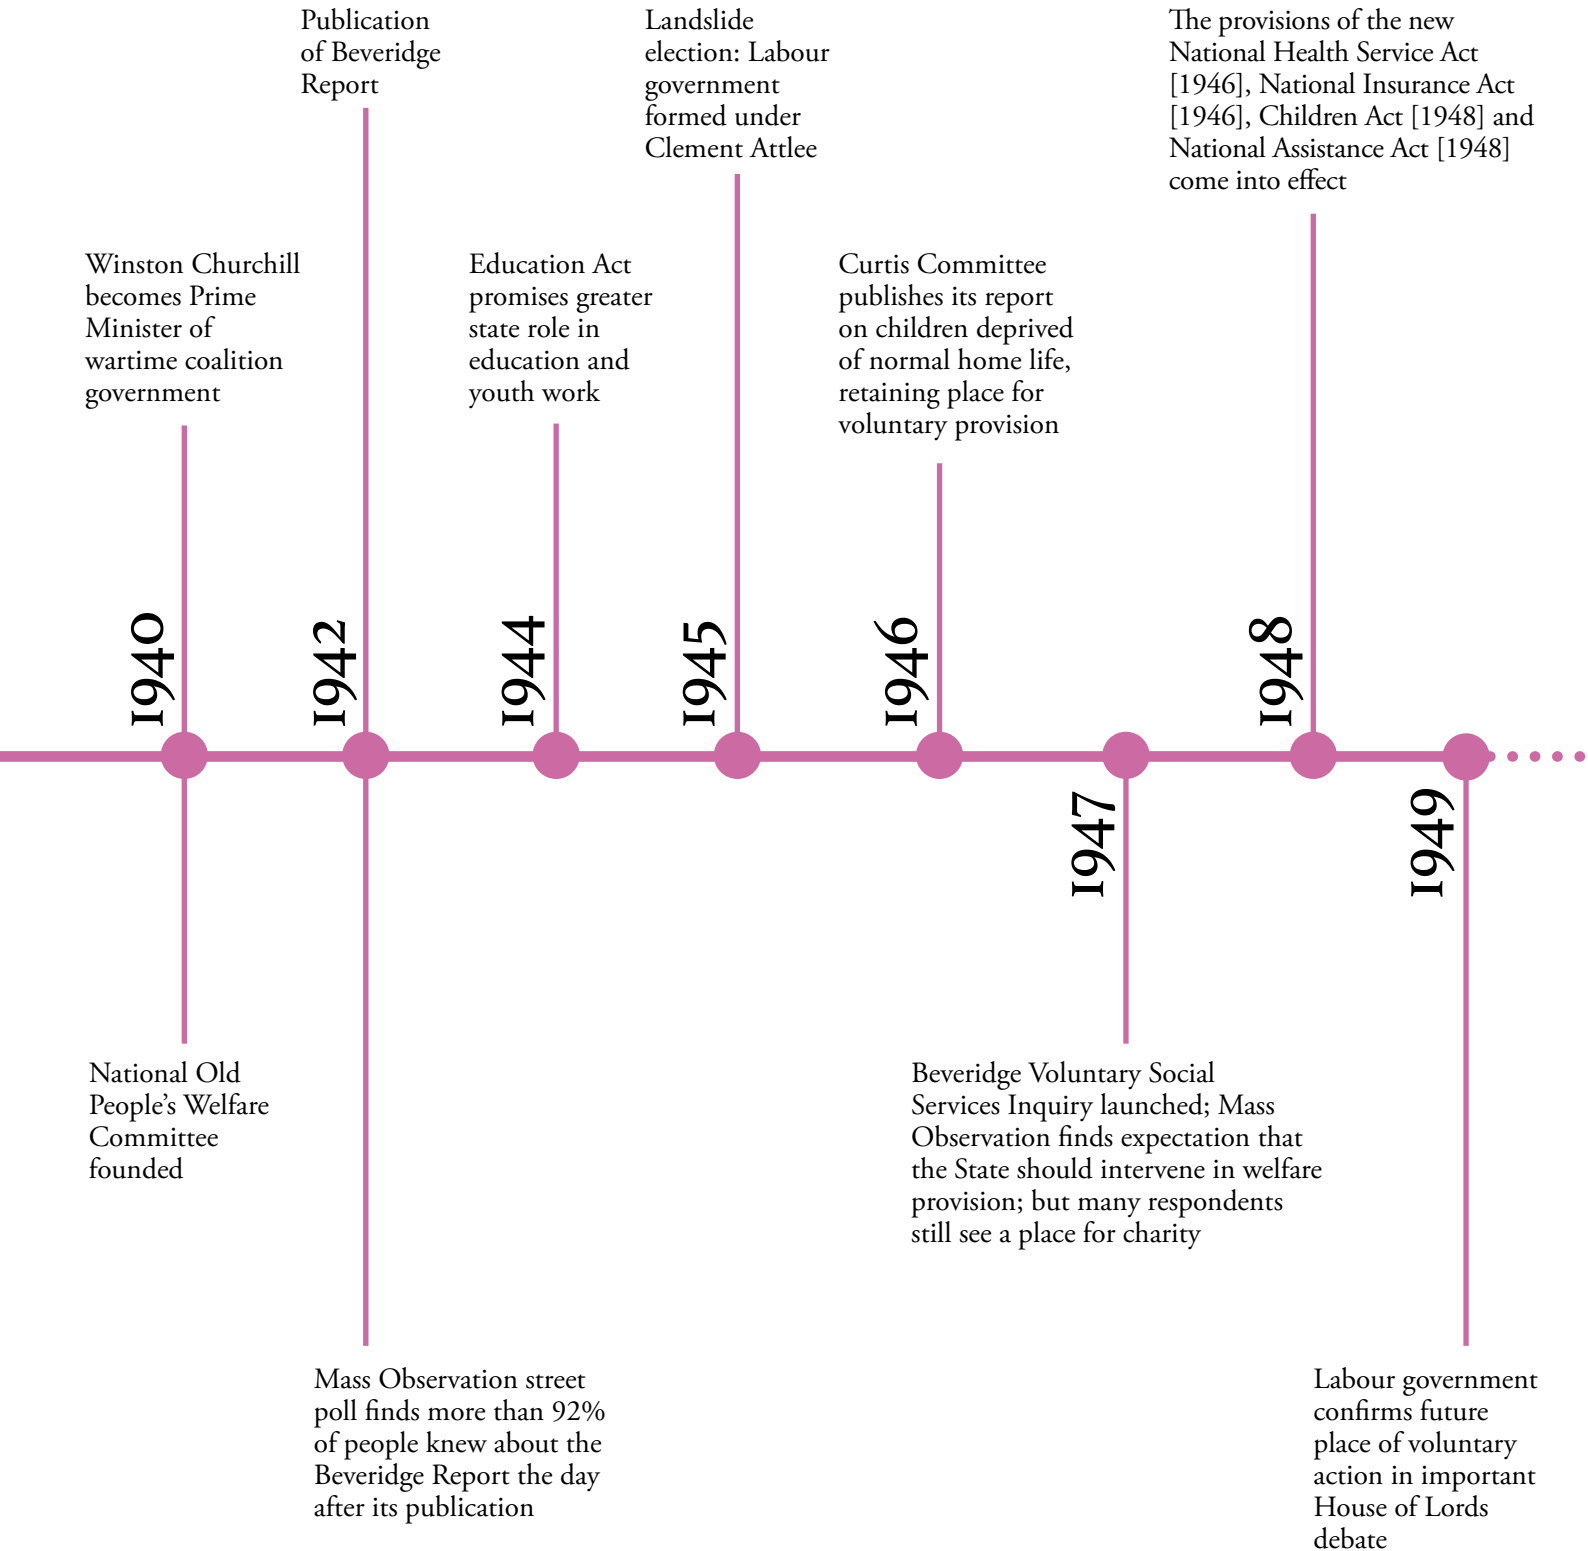 Publication
of Beveridge
Report
Landslide
election: Labour
government
formed under
Clement Attlee
The provisions of the new
National Health Service Act
[1946], National Insurance Act
[1946], Children Act [1948] and
National Assistance Act [1948]
come into effect
Winston Churchill
becomes Prime
Minister of
wartime coalition
government
Education Act
promises greater
state role in
education and
youth work
Curtis Committee
publishes its report
on children deprived
of normal home life,
retaining place for
voluntary provision
1940
1942
1944
1945
1946
1948
1947
1949
National Old
People’s Welfare
Committee
founded
Beveridge Voluntary Social
Services Inquiry launched; Mass
Observation finds expectation that
the State should intervene in welfare
provision; but many respondents
still see a place for charity
Mass Observation street
poll finds more than 92%
of people knew about the
Beveridge Report the day
after its publication
Labour government
confirms future
place of voluntary
action in important
House of Lords
debate